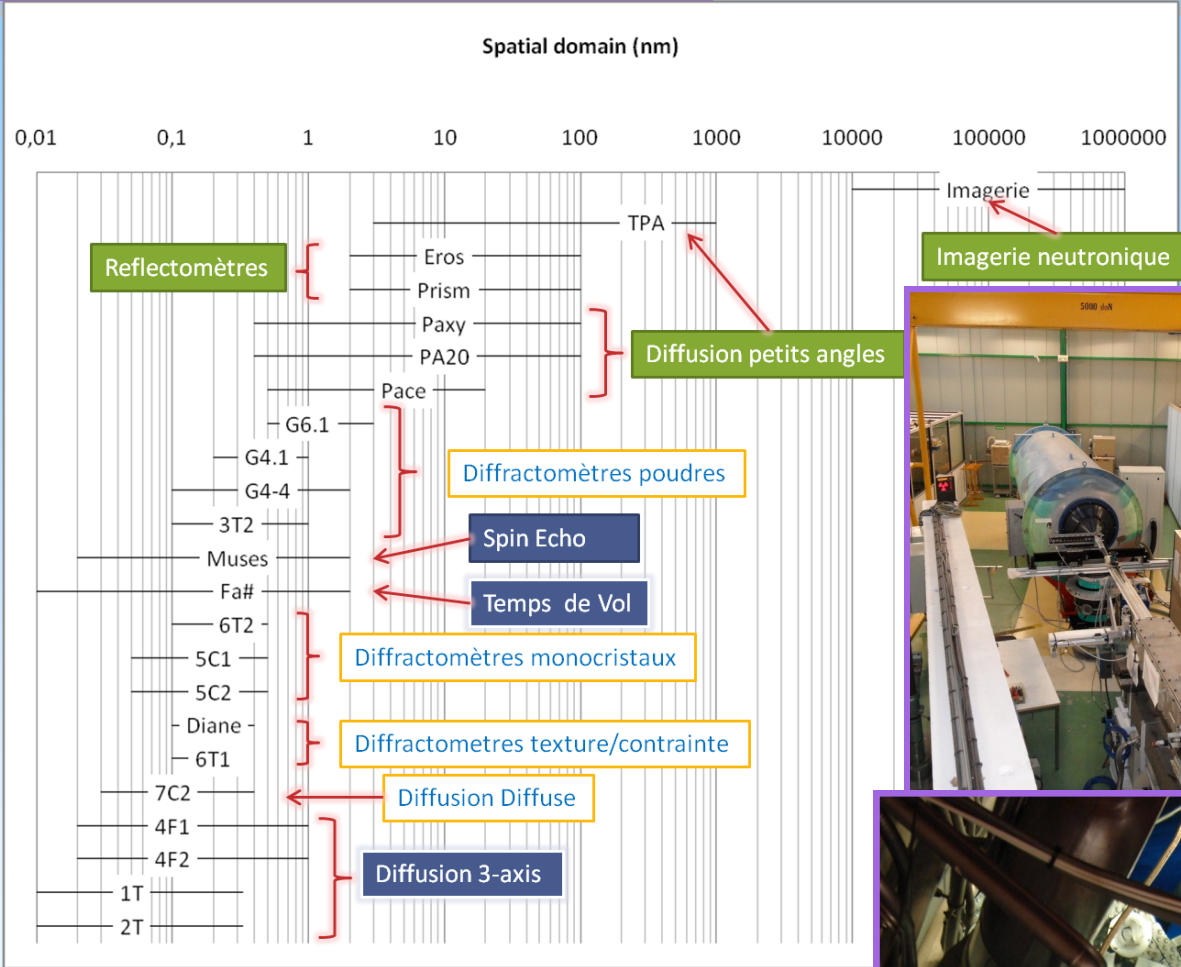 Spatial domain (nm)
0,01 0,1 1 10 100 1000 10000 100000 1000000
Imagerie
TPA
Imagerie neutronique
Reflectomètres
Eros
Prism
5000 daN
Paxy
PA20
Diffusion petits angles
Pace
G6.1
G4.1
Diffractomètres poudres
G4-4
3T2
Spin Echo
Muses
Fa#
Temps de Vol
6T2
5C1
Diffractomètres monocristaux
5C2
Diane
Diffractometres texture/contrainte
6T1
7C2
Diffusion Diffuse
4F1
4F2
Diffusion 3-axis
1T
2T